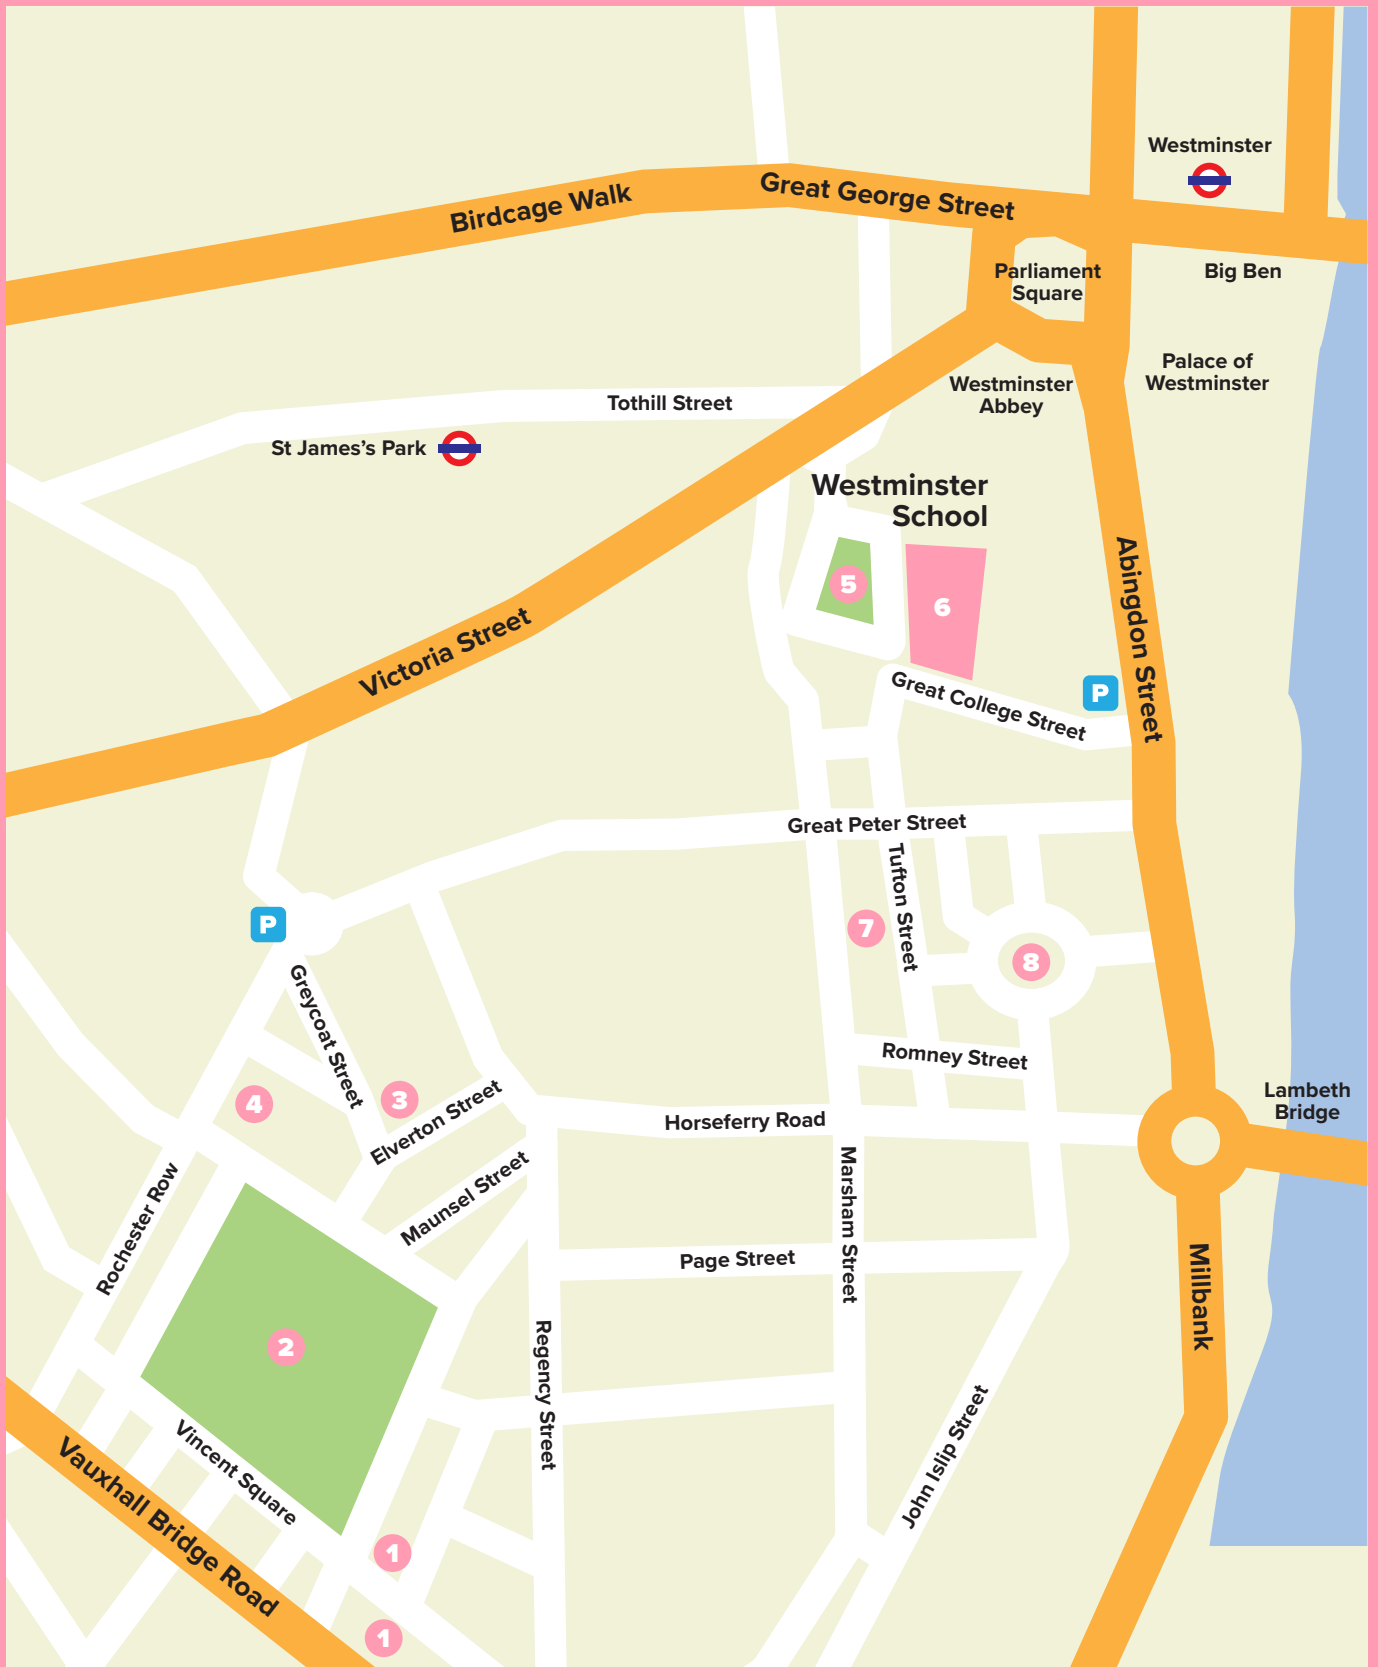 Westminster
Birdcage Walk
Great George Street
Parliament
Square
Big Ben
Palace of
Westminster
Westminster
Abbey
Tothill Street
St James’s Park
Westminster
School
5
6
Abingdon Street
Victoria Street
Great College Street
P
Great Peter Street
Tufton Street
7
P
8
Greycoat Street
Romney Street
4
3
Elverton Street
Horseferry Road
Lambeth
Bridge
Maunsel Street
Marsham Street
Rochester Row
Page Street
Millbank
2
Regency Street
Vincent Square
John Islip Street
Vauxhall Bridge Road
1
1